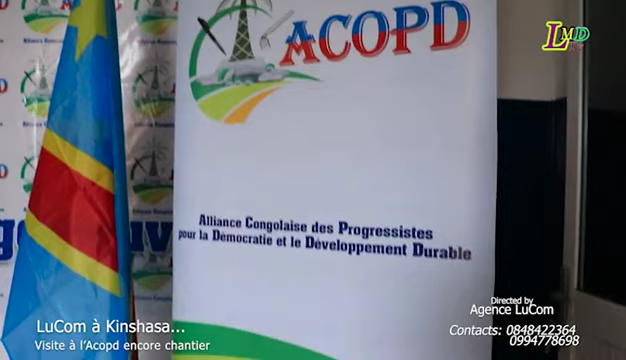 LMD
ACOPD
Alliance Congolaise des Progressistes
pour la Démocratie et le Développement Durable
LuCom à Kinshasa...
Visite à l'Acopd encore chantier
Directed by
Agence LuCom
Contacts: 0848422364
0994778698